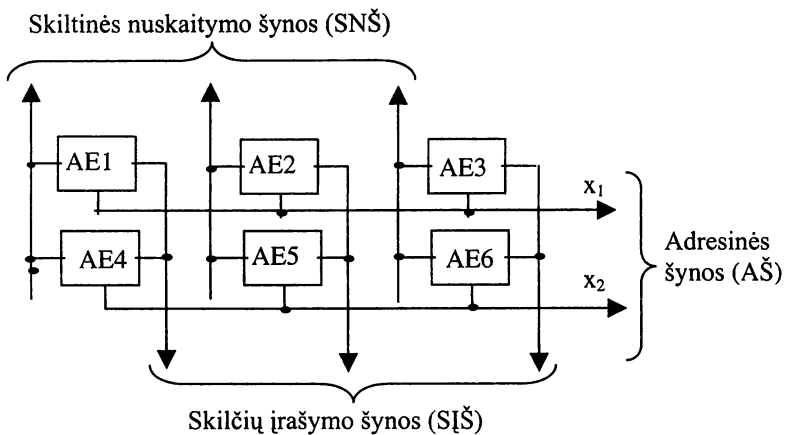 Skiltinės nuskaitymo šynos (SNŠ)
AE1
AE2
AE3
x₁
AE4
AE5
AE6
x₂
Adresinės
šynos (AŠ)
Skilčių įrašymo šynos (SĮŠ)